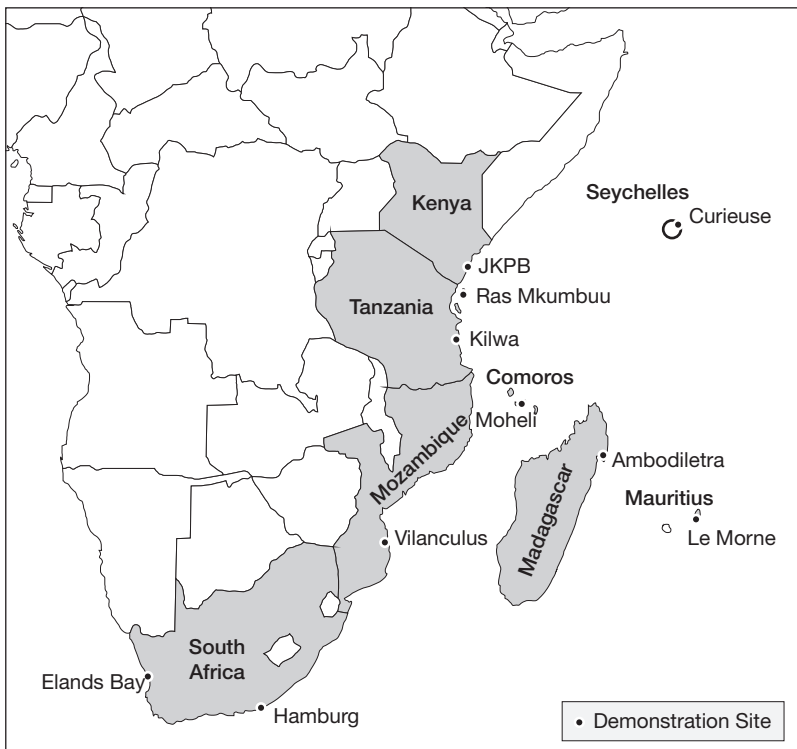 Kenya
Seychelles
Curieuse
JKPB
Ras Mkumbuu
Tanzania
Kilwa
Comoros
Moheli
Mozambique
Ambodiletra
Madagascar
Mauritius
Le Morne
Vilanculus
South
Africa
Elands Bay
Hamburg
• Demonstration Site